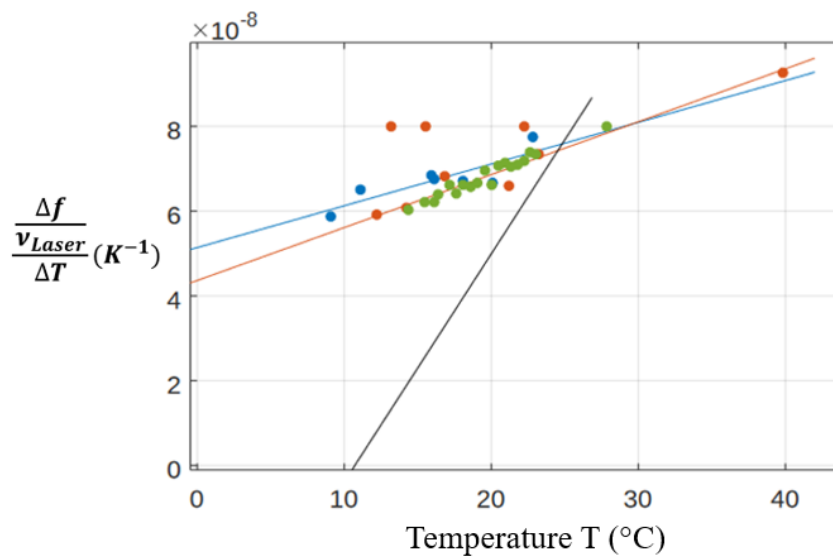 ×10⁻⁸
8
6
4
2
0
Δf
ν_Laser
ΔT (K⁻¹)
0 10 20 30 40
Temperature T (°C)